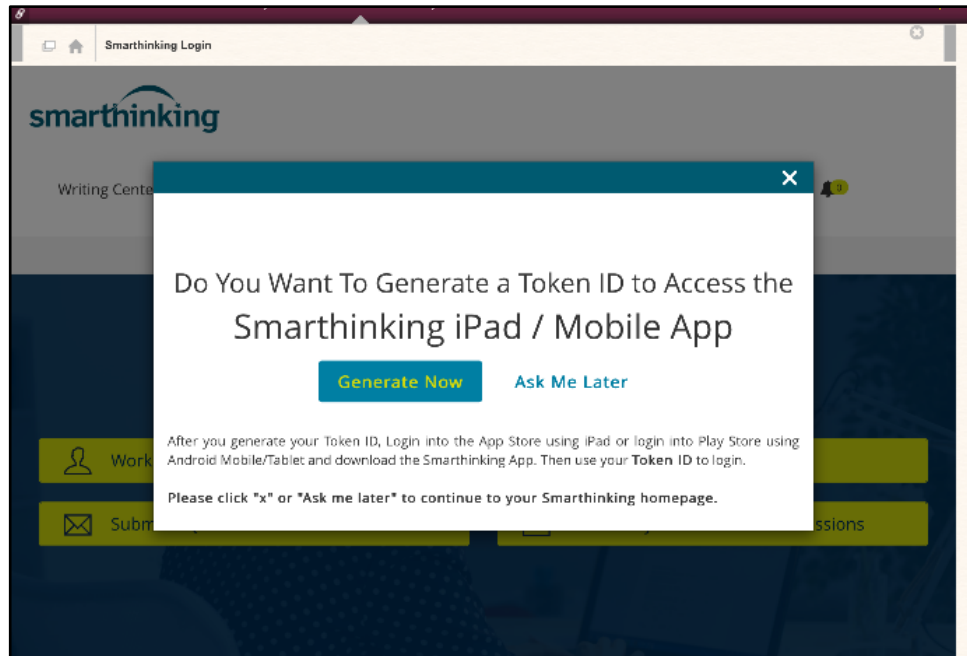 Smarthinking Login
smarthinking
Writing Cente
0
Do You Want To Generate a Token ID to Access the
Smarthinking iPad / Mobile App
Generate Now
Ask Me Later
After you generate your Token ID, Login into the App Store using iPad or login into Play Store using
Android Mobile/Tablet and download the Smarthinking App. Then use your Token ID to login.
Please click "x" or "Ask me later" to continue to your Smarthinking homepage.
Work
Subm
ssions